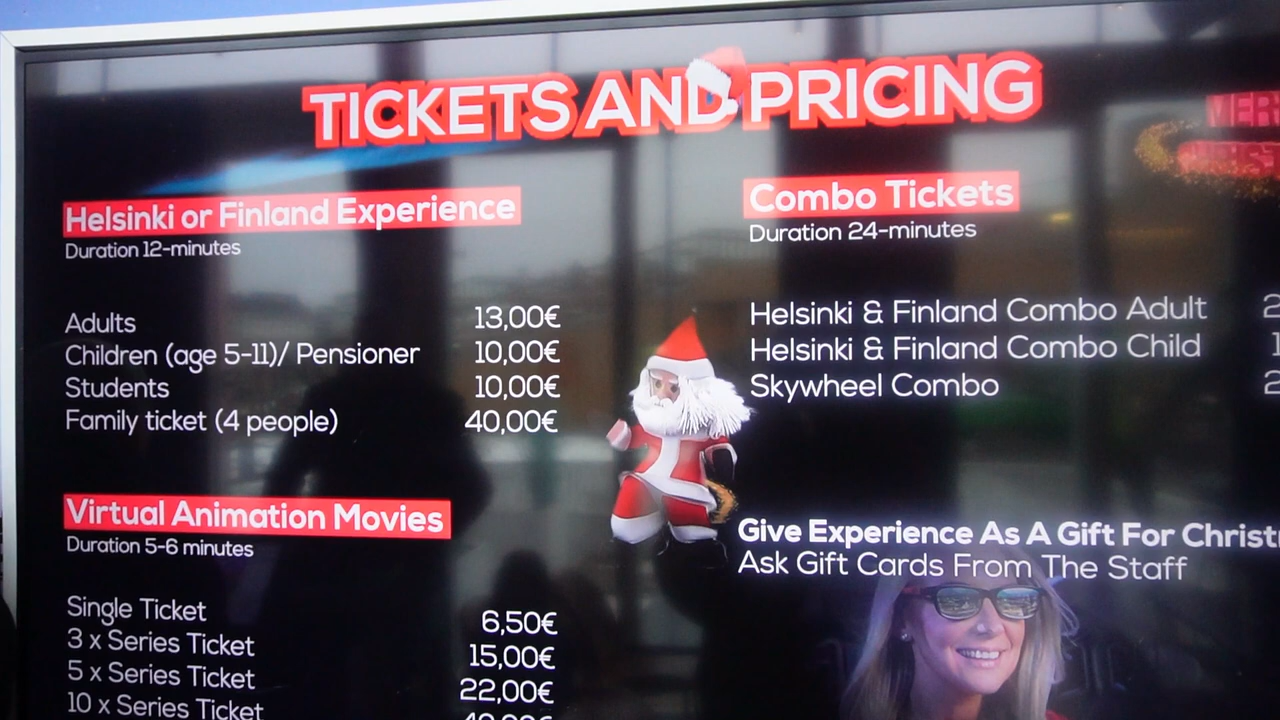 TICKETS AND PRICING
Helsinki or Finland Experience
Duration 12-minutes
Adults 13,00€
Children (age 5-11)/ Pensioner 10,00€
Students 10,00€
Family ticket (4 people) 40,00€
Virtual Animation Movies
Duration 5-6 minutes
Single Ticket 6,50€
3 x Series Ticket 15,00€
5 x Series Ticket 22,00€
10 x Series Ticket
Combo Tickets
Duration 24-minutes
Helsinki & Finland Combo Adult
Helsinki & Finland Combo Child
Skywheel Combo
Give Experience As A Gift For
Ask Gift Cards From The Staff